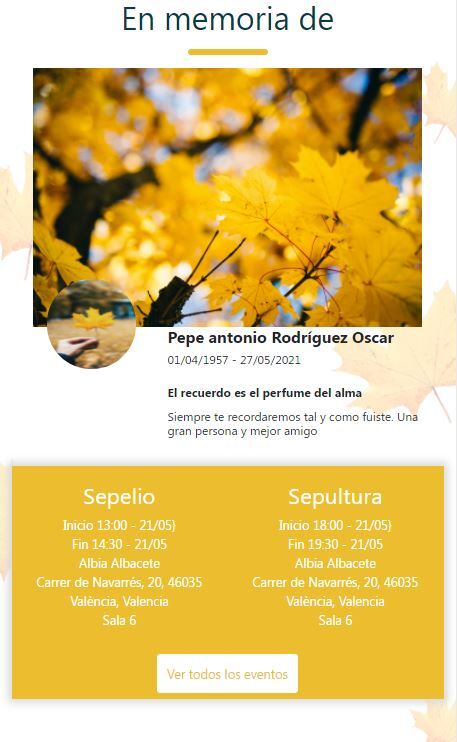 En memoria de
Pepe antonio Rodríguez Oscar
01/04/1957 - 27/05/2021
El recuerdo es el perfume del alma
Siempre te recordaremos tal y como fuiste. Una
gran persona y mejor amigo
Sepelio
Inicio 13:00 - 21/05}
Fin 14:30 - 21/05
Albia Albacete
Carrer de Navarrés, 20, 46035
València, Valencia
Sala 6
Sepultura
Inicio 18:00 - 21/05}
Fin 19:30 - 21/05
Albia Albacete
Carrer de Navarrés, 20, 46035
València, Valencia
Sala 6
Ver todos los eventos